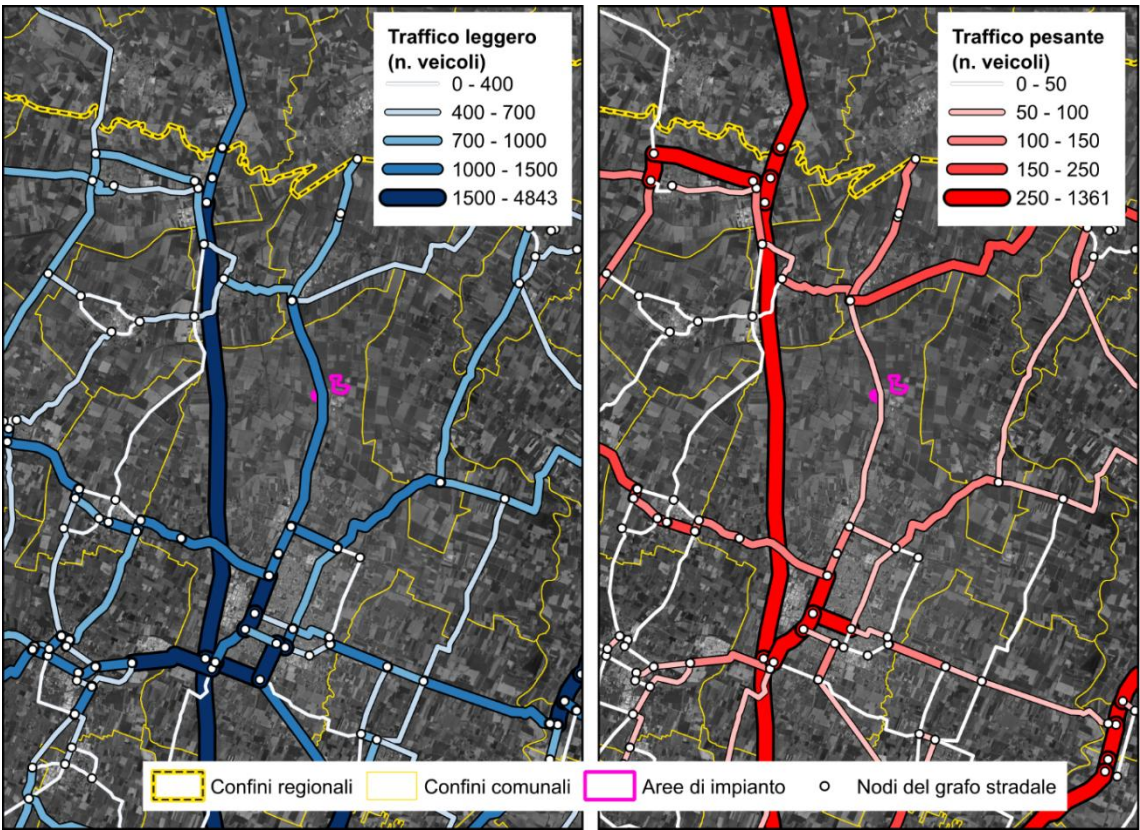 Traffico leggero
(n. veicoli)
0 - 400
400 - 700
700 - 1000
1000 - 1500
1500 - 4843
Traffico pesante
(n. veicoli)
0 - 50
50 - 100
100 - 150
150 - 250
250 - 1361
Confini regionali
Confini comunali
Aree di impianto
Nodi del grafo stradale